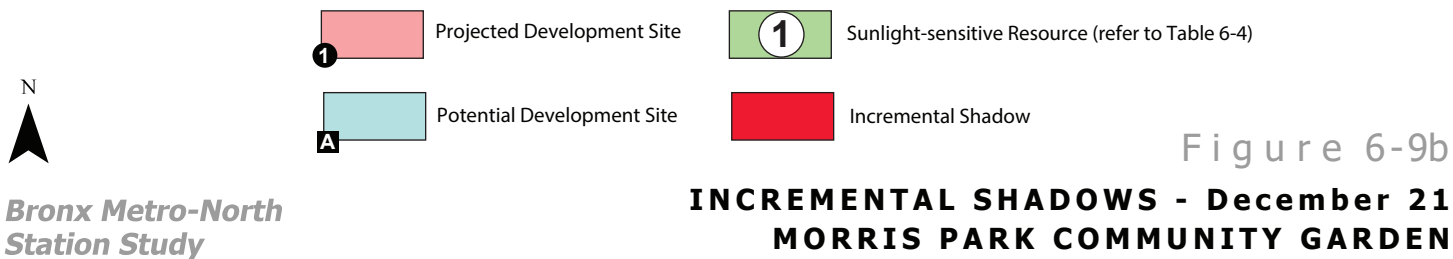 1
Projected Development Site
1
Sunlight-sensitive Resource (refer to Table 6-4)
N
A
Potential Development Site
Incremental Shadow
Figure 6-9b
Bronx Metro-North
Station Study
INCREMENTAL SHADOWS - December 21
MORRIS PARK COMMUNITY GARDEN